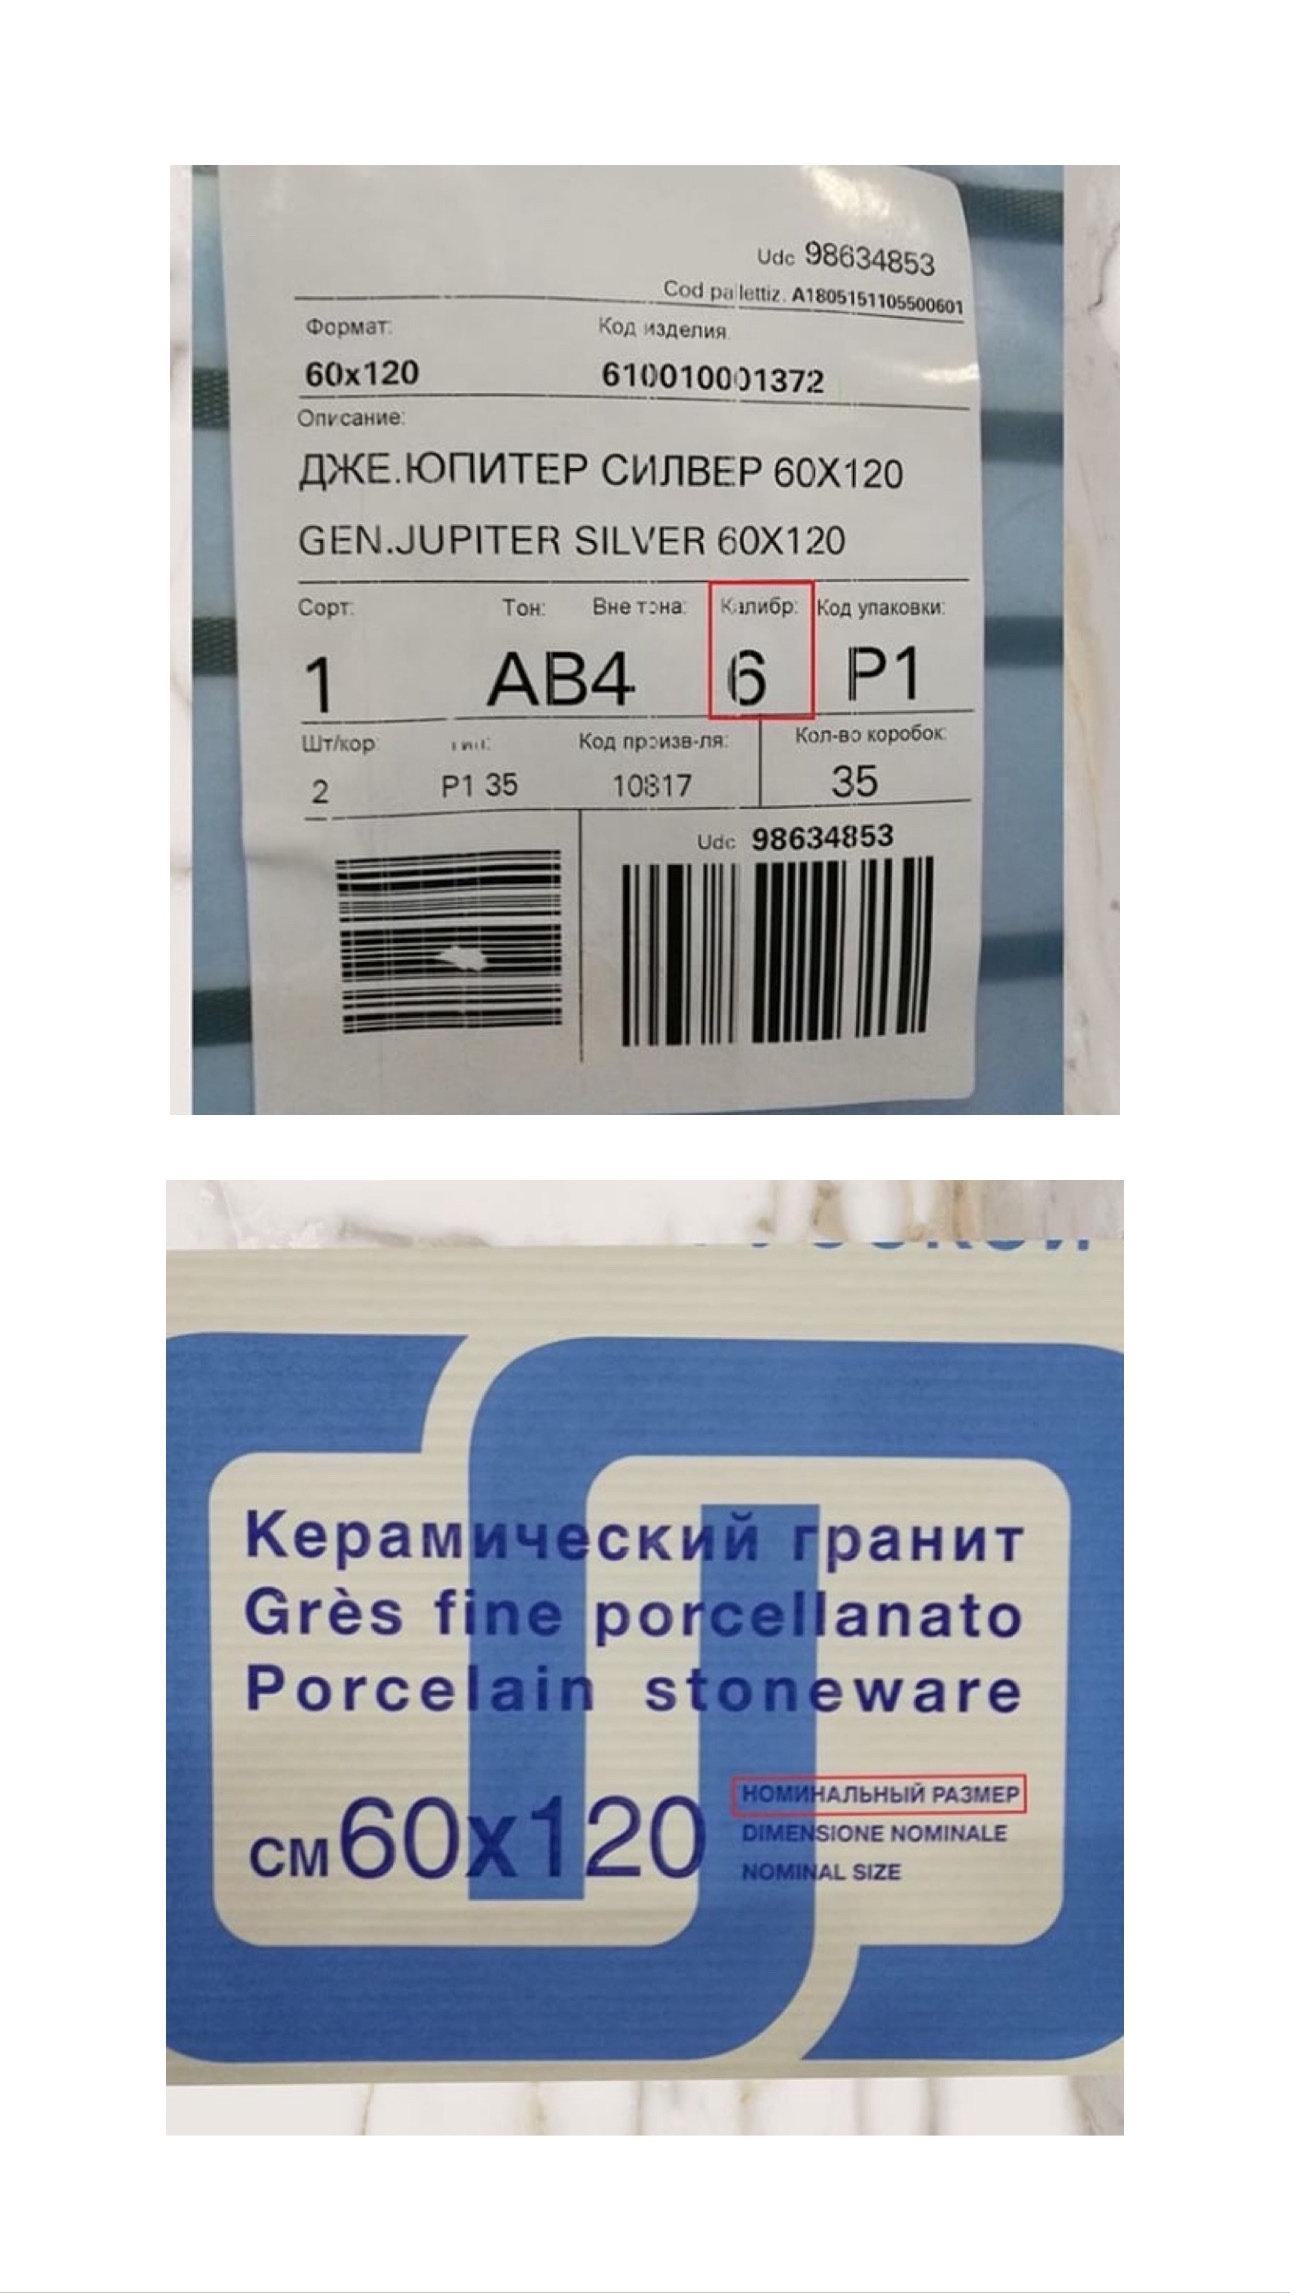 Udc 98634853
Cod pallettiz. A1805151105500601
Формат: Код изделия.
60x120 610010001372
Описание:
ДЖЕ.ЮПИТЕР СИЛВЕР 60X120
GEN.JUPITER SILVER 60X120
Сорт: Тон: Вне тона: Калибр: Код упаковки:
1 AB4 6 P1
Шт/кор: Код произв-ля: Кол-во коробок:
2 P1 35 10817 35
Udc 98634853
Керамический гранит
Grès fine porcellanato
Porcelain stoneware
см 60x120
НОМИНАЛЬНЫЙ РАЗМЕР
DIMENSIONE NOMINALE
NOMINAL SIZE